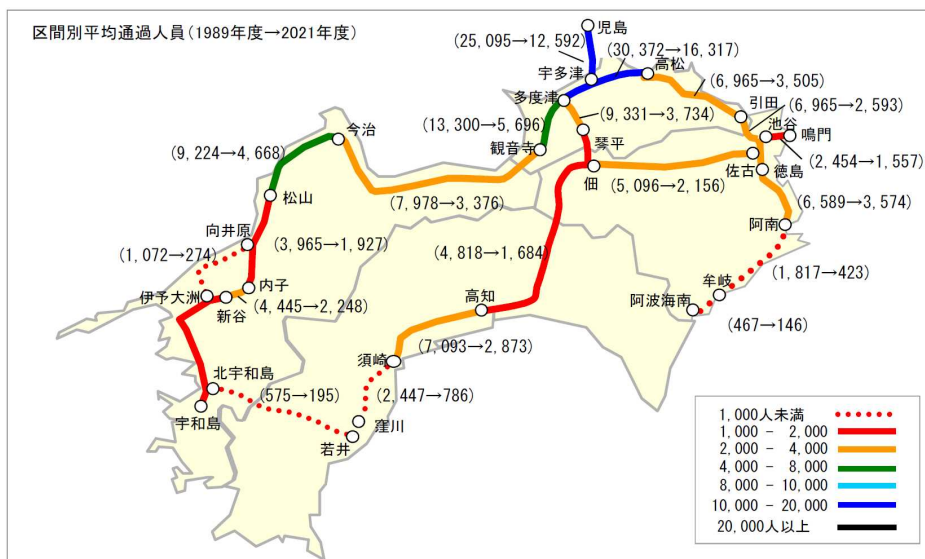 区間別平均通過人員(1989年度→2021年度)
児島
(25,095→12,592)
(30,372→16,317)
宇多津
高松
(6,965→3,505)
多度津
引田
(6,965→2,593)
(9,331→3,734)
池谷
鳴門
今治
(13,300→5,696)
観音寺
琴平
(2,454→1,557)
(9,224→4,668)
佐古
徳島
佃
(5,096→2,156)
松山
(7,978→3,376)
(6,589→3,574)
阿南
向井原
(3,965→1,927)
(1,072→274)
(4,818→1,684)
(1,817→423)
牟岐
伊予大洲
内子
新谷
(4,445→2,248)
高知
阿波海南
(467→146)
須崎
(7,093→2,873)
北宇和島
(575→195)
(2,447→786)
宇和島
窪川
若井
1,000人未満
1,000 - 2,000
2,000 - 4,000
4,000 - 8,000
8,000 - 10,000
10,000 - 20,000
20,000人以上